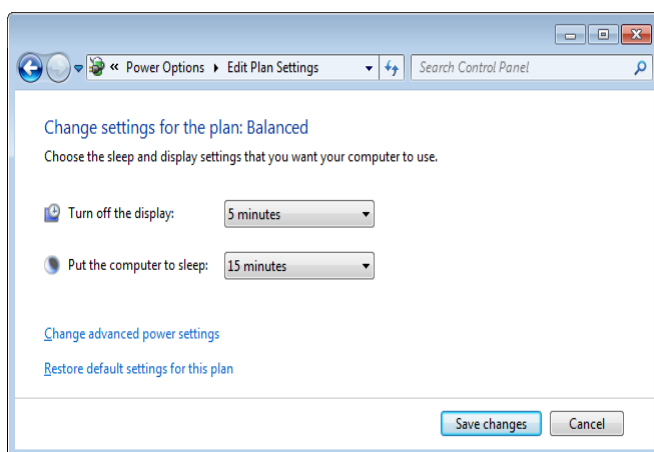 « Power Options Edit Plan Settings Search Control Panel
Change settings for the plan: Balanced
Choose the sleep and display settings that you want your computer to use.
Turn off the display: 5 minutes
Put the computer to sleep: 15 minutes
Change advanced power settings
Restore default settings for this plan
Save changes Cancel